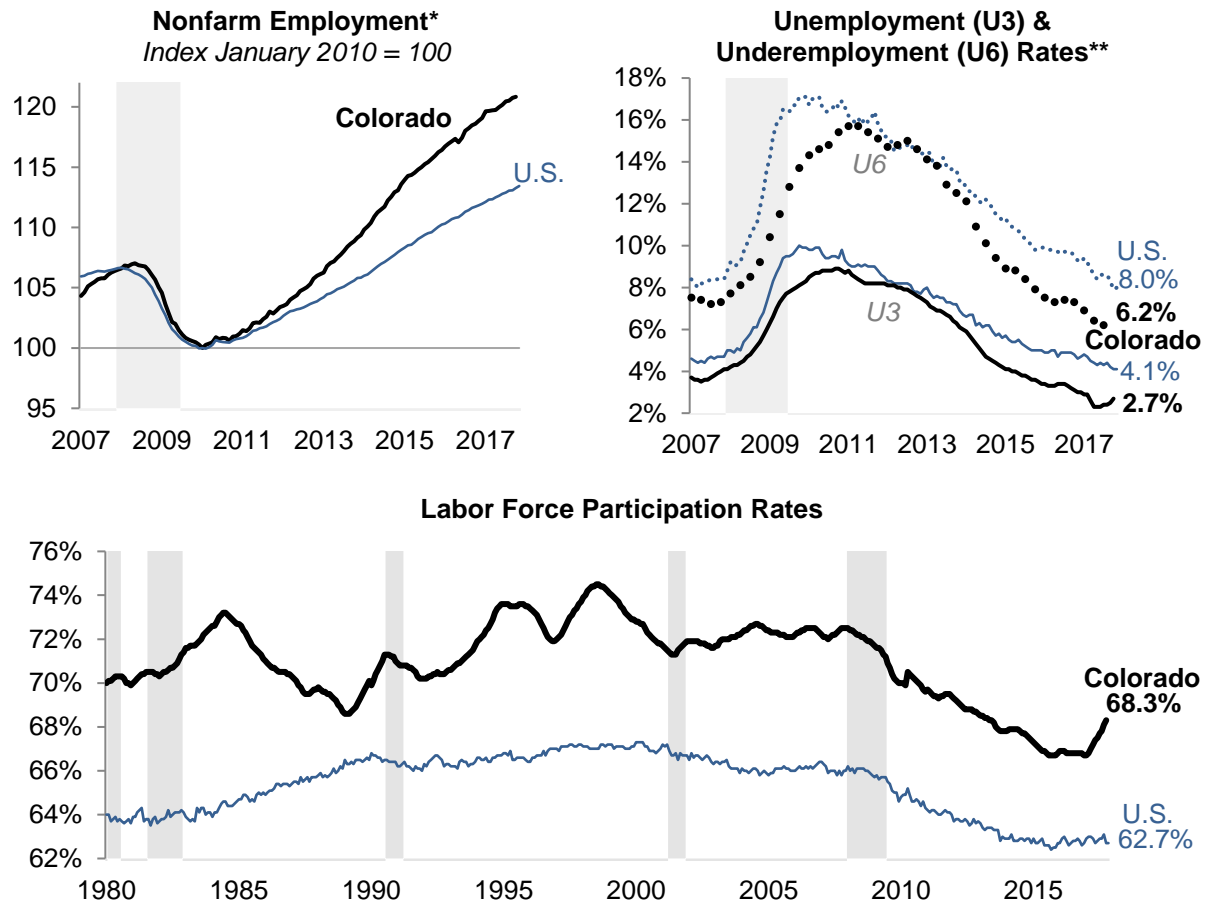 Nonfarm Employment*
Index January 2010 = 100
120
115
110
105
100
95
2007 2009 2011 2013 2015 2017
Colorado
U.S.
Unemployment (U3) &
Underemployment (U6) Rates**
18%
16%
14%
12%
10%
8%
6%
4%
2%
2007 2009 2011 2013 2015 2017
U6
U3
U.S.
8.0%
6.2%
Colorado
4.1%
2.7%
Labor Force Participation Rates
76%
74%
72%
70%
68%
66%
64%
62%
1980 1985 1990 1995 2000 2005 2010 2015
Colorado
68.3%
U.S.
62.7%